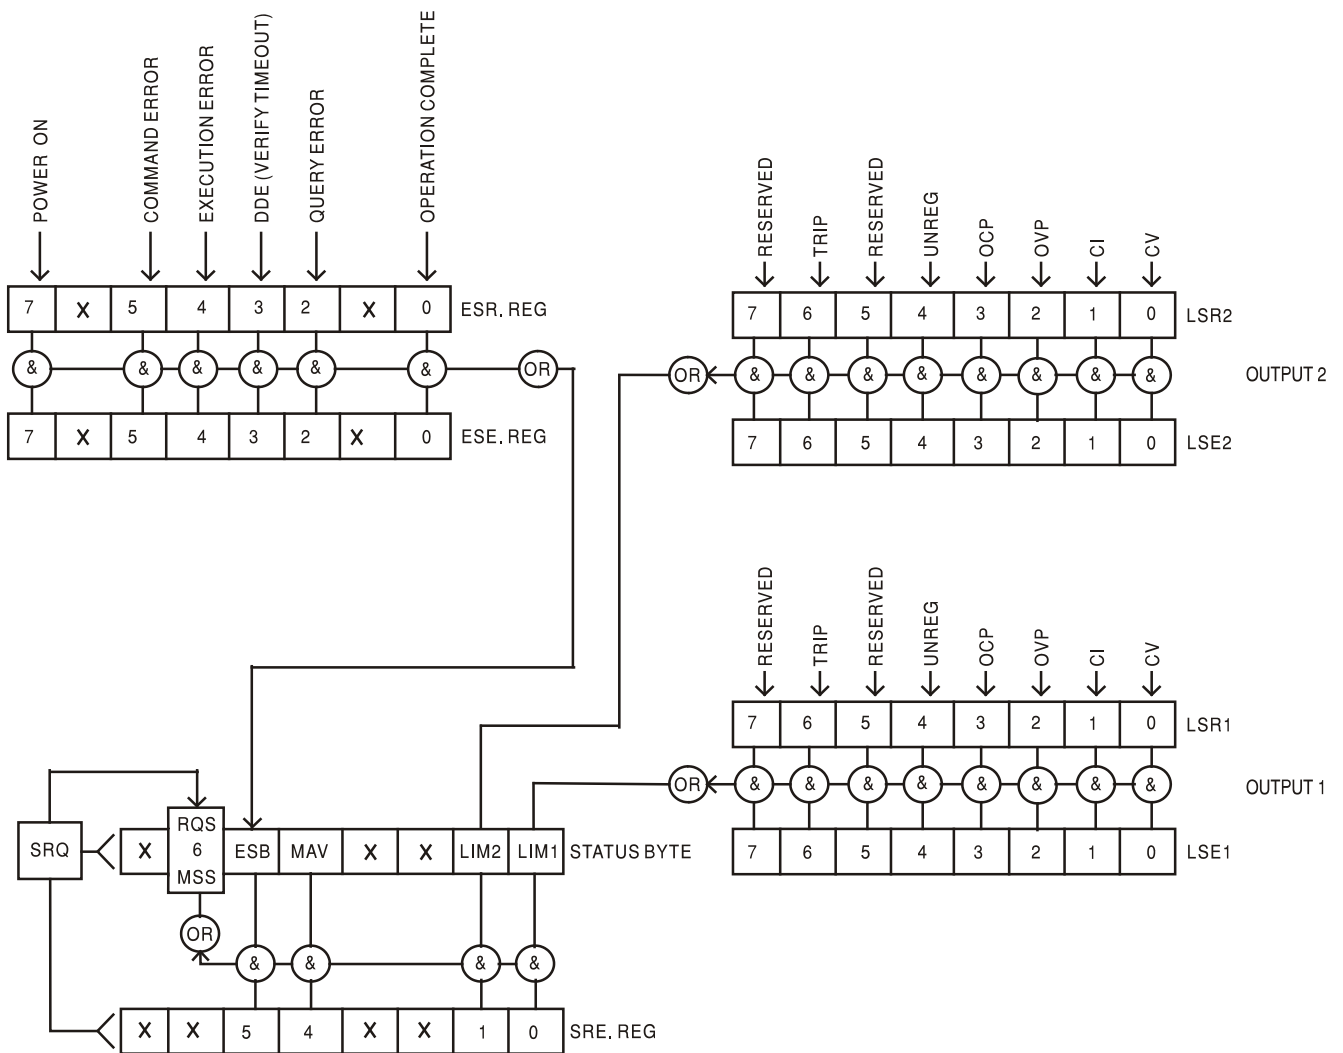 POWER ON
COMMAND ERROR
EXECUTION ERROR
DDE (VERIFY TIMEOUT)
QUERY ERROR
OPERATION COMPLETE
7 X 5 4 3 2 X 0 ESR. REG
& & & & & & OR
7 X 5 4 3 2 X 0 ESE. REG
RESERVED
TRIP
RESERVED
UNREG
OCP
OVP
CI
CV
7 6 5 4 3 2 1 0 LSR2
OR & & & & & & & & OUTPUT 2
7 6 5 4 3 2 1 0 LSE2
RESERVED
TRIP
RESERVED
UNREG
OCP
OVP
CI
CV
7 6 5 4 3 2 1 0 LSR1
OR & & & & & & & & OUTPUT 1
7 6 5 4 3 2 1 0 LSE1
SRQ
X RQS 6 MSS ESB MAV X X LIM2 LIM1 STATUS BYTE
OR
& & & &
X X 5 4 X X 1 0 SRE. REG